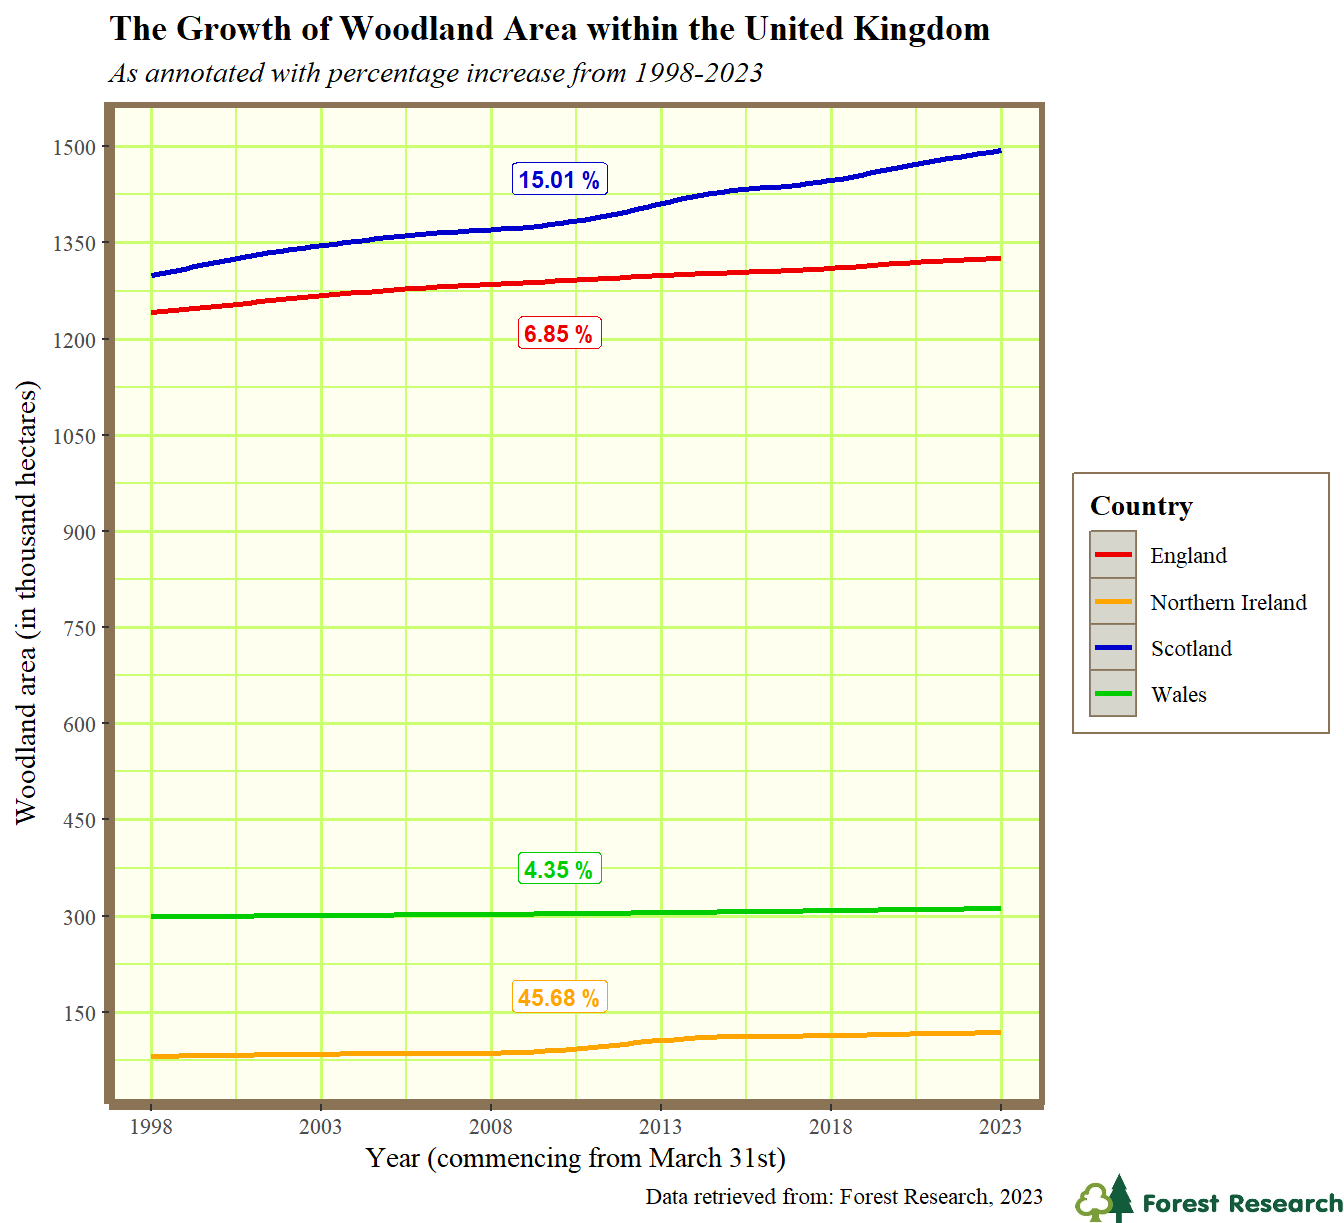 The Growth of Woodland Area within the United Kingdom
As annotated with percentage increase from 1998-2023
Woodland area (in thousand hectares)
1500
1350
1200
1050
900
750
600
450
300
150
15.01 %
6.85 %
4.35 %
45.68 %
1998 2003 2008 2013 2018 2023
Year (commencing from March 31st)
Country
England
Northern Ireland
Scotland
Wales
Data retrieved from: Forest Research, 2023
Forest Research